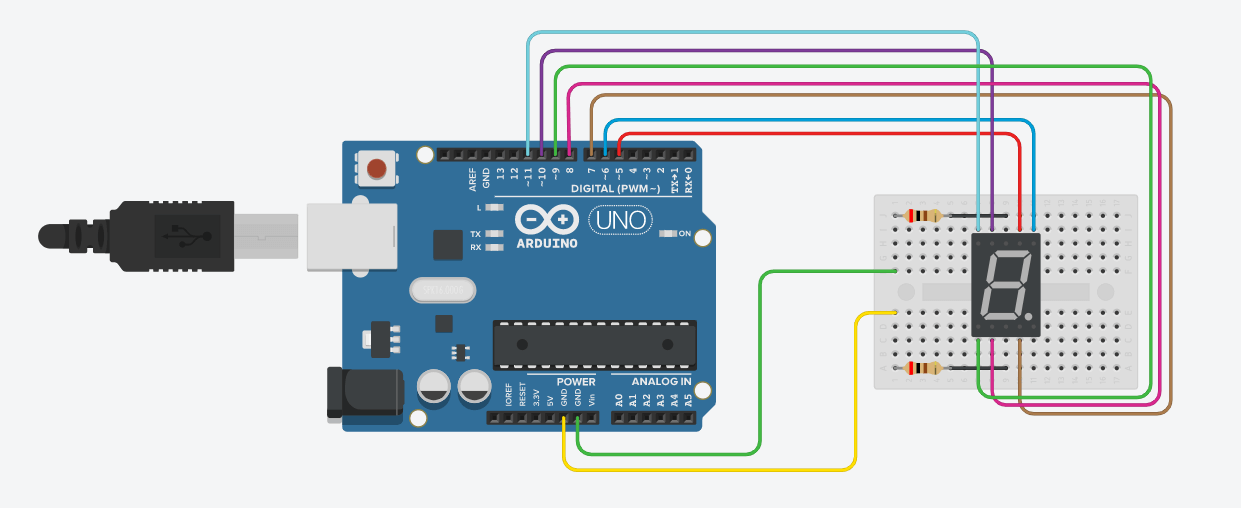 AREF
GND
13
12
~11
~10
~9
8
7
~6
~5
4
~3
2
TX→1
RX←0
DIGITAL (PWM~)
L
TX
RX
UNO
ARDUINO
ON
POWER
ANALOG IN
IOREF
RESET
3.3V
5V
GND
GND
Vin
A0
A1
A2
A3
A4
A5